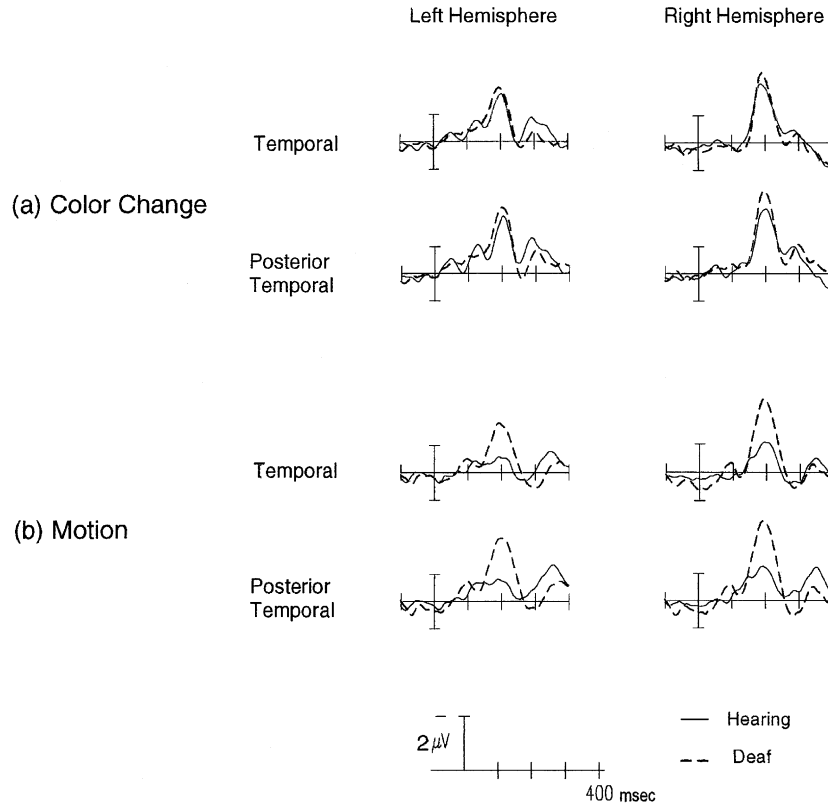 Left Hemisphere
Right Hemisphere
Temporal
(a) Color Change
Posterior
Temporal
Temporal
(b) Motion
Posterior
Temporal
Hearing
2 μV
Deaf
400 msec